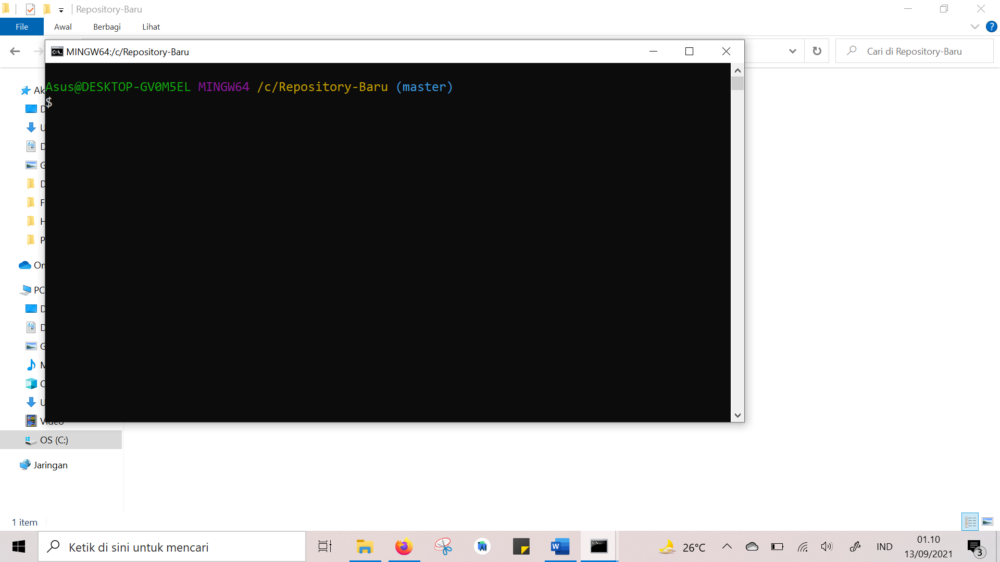 Repository-Baru
File Awal Berbagi Lihat
MINGW64:/c/Repository-Baru
Cari di Repository-Baru
Asus@DESKTOP-GV0M5EL MINGW64 /c/Repository-Baru (master)
$
PC
Video
OS (C:)
Jaringan
1 item
Ketik di sini untuk mencari
26°C
IND
01.10
13/09/2021
3